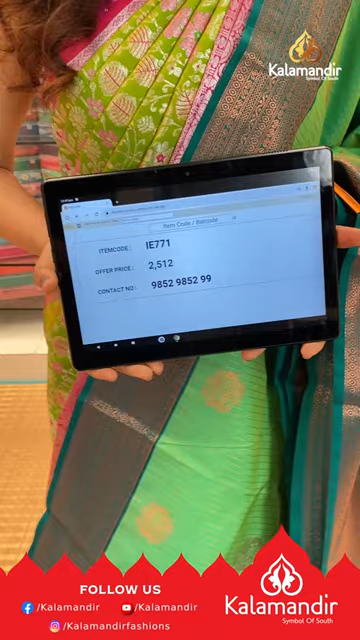 Kalamandir
Symbol Of South
Item Code / Barcode
ITEMCODE : IE771
OFFER PRICE : 2,512
CONTACT NO : 9852 9852 99
FOLLOW US
/Kalamandir /Kalamandir
/Kalamandirfashions
Kalamandir
Symbol Of South